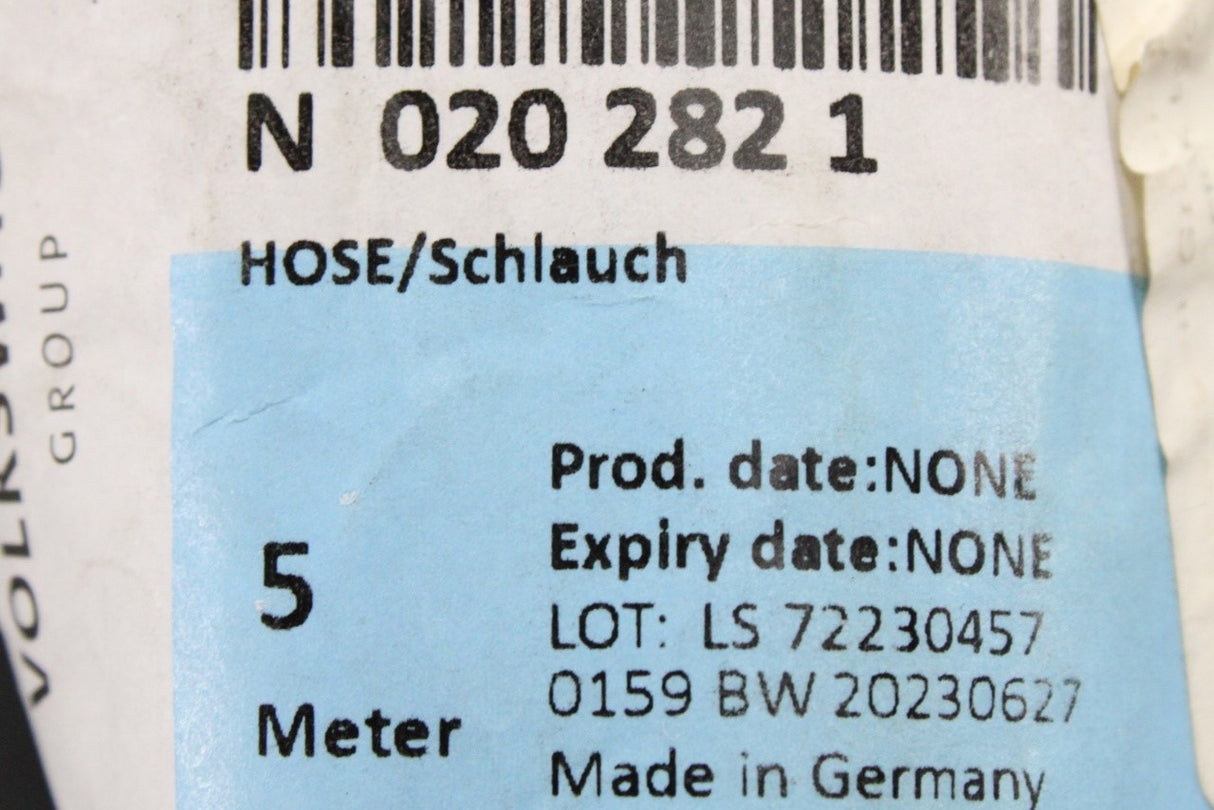 N 020 282 1
HOSE/Schlauch
Prod. date:NONE
Expiry date:NONE
5
LOT: LS 72230457
0159 BW 20230627
Meter
Made in Germany
GROUP